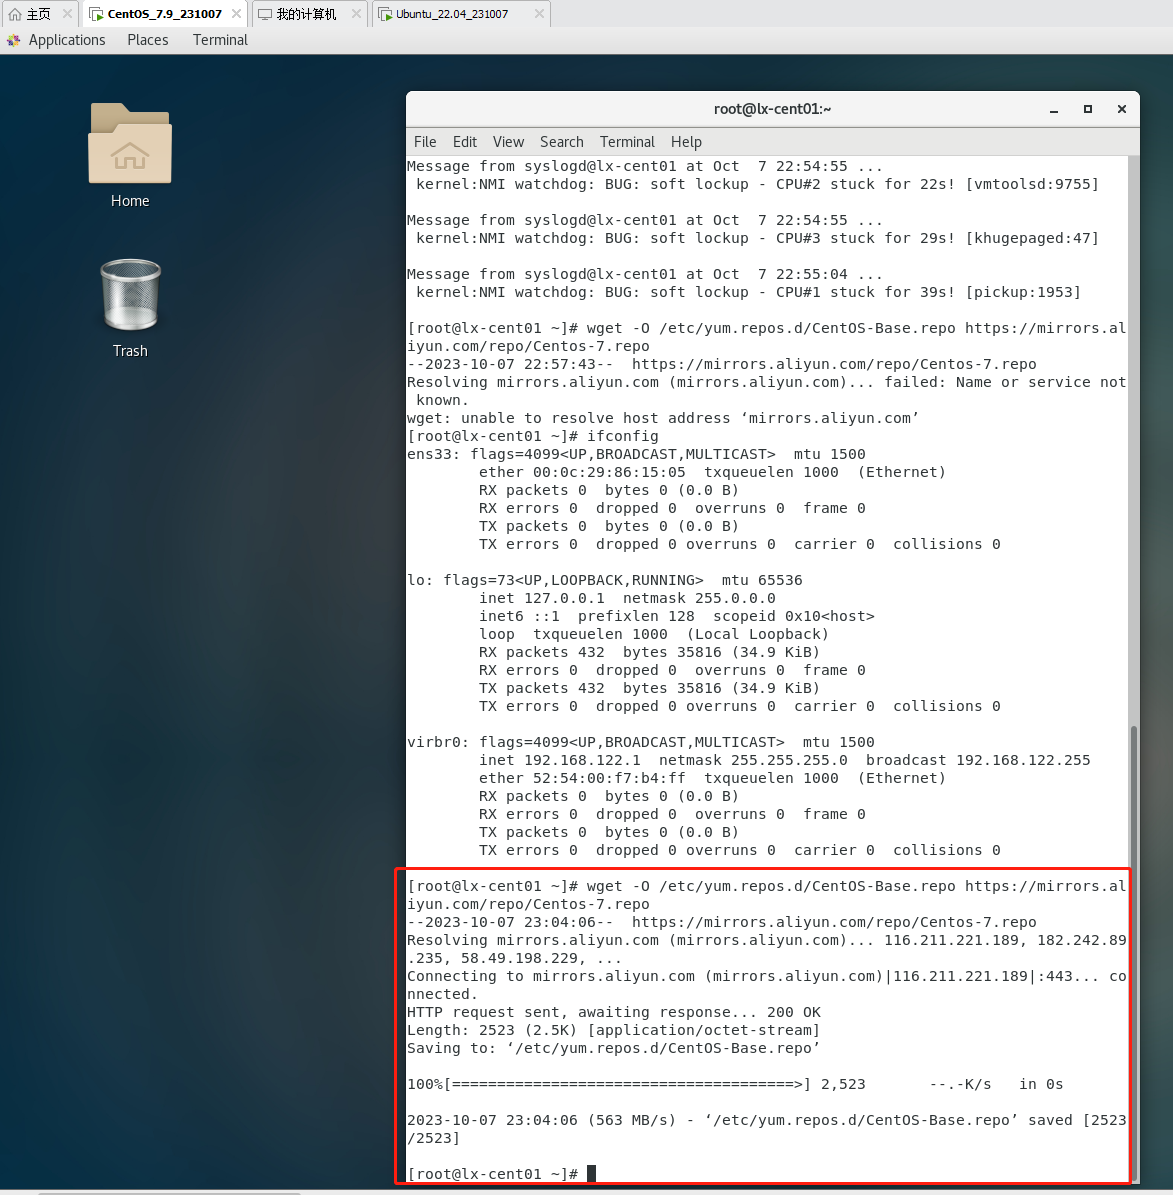 主页
CentOS_7.9_231007
我的计算机
Ubuntu_22.04_231007
Applications Places Terminal
Home
Trash
root@lx-cent01:~
File Edit View Search Terminal Help
Message from syslogd@lx-cent01 at Oct  7 22:54:55 ...
 kernel:NMI watchdog: BUG: soft lockup - CPU#2 stuck for 22s! [vmtoolsd:9755]
Message from syslogd@lx-cent01 at Oct  7 22:54:55 ...
 kernel:NMI watchdog: BUG: soft lockup - CPU#3 stuck for 29s! [khugepaged:47]
Message from syslogd@lx-cent01 at Oct  7 22:55:04 ...
 kernel:NMI watchdog: BUG: soft lockup - CPU#1 stuck for 39s! [pickup:1953]
[root@lx-cent01 ~]# wget -O /etc/yum.repos.d/CentOS-Base.repo https://mirrors.al
iyun.com/repo/Centos-7.repo
--2023-10-07 22:57:43--  https://mirrors.aliyun.com/repo/Centos-7.repo
Resolving mirrors.aliyun.com (mirrors.aliyun.com)... failed: Name or service not
 known.
wget: unable to resolve host address ‘mirrors.aliyun.com’
[root@lx-cent01 ~]# ifconfig
ens33: flags=4099<UP,BROADCAST,MULTICAST>  mtu 1500
        ether 00:0c:29:86:15:05  txqueuelen 1000  (Ethernet)
        RX packets 0  bytes 0 (0.0 B)
        RX errors 0  dropped 0  overruns 0  frame 0
        TX packets 0  bytes 0 (0.0 B)
        TX errors 0  dropped 0 overruns 0  carrier 0  collisions 0
lo: flags=73<UP,LOOPBACK,RUNNING>  mtu 65536
        inet 127.0.0.1  netmask 255.0.0.0
        inet6 ::1  prefixlen 128  scopeid 0x10<host>
        loop  txqueuelen 1000  (Local Loopback)
        RX packets 432  bytes 35816 (34.9 KiB)
        RX errors 0  dropped 0  overruns 0  frame 0
        TX packets 432  bytes 35816 (34.9 KiB)
        TX errors 0  dropped 0 overruns 0  carrier 0  collisions 0
virbr0: flags=4099<UP,BROADCAST,MULTICAST>  mtu 1500
        inet 192.168.122.1  netmask 255.255.255.0  broadcast 192.168.122.255
        ether 52:54:00:f7:b4:ff  txqueuelen 1000  (Ethernet)
        RX packets 0  bytes 0 (0.0 B)
        RX errors 0  dropped 0  overruns 0  frame 0
        TX packets 0  bytes 0 (0.0 B)
        TX errors 0  dropped 0 overruns 0  carrier 0  collisions 0
[root@lx-cent01 ~]# wget -O /etc/yum.repos.d/CentOS-Base.repo https://mirrors.al
iyun.com/repo/Centos-7.repo
--2023-10-07 23:04:06--  https://mirrors.aliyun.com/repo/Centos-7.repo
Resolving mirrors.aliyun.com (mirrors.aliyun.com)... 116.211.221.189, 182.242.89
.235, 58.49.198.229, ...
Connecting to mirrors.aliyun.com (mirrors.aliyun.com)|116.211.221.189|:443... co
nnected.
HTTP request sent, awaiting response... 200 OK
Length: 2523 (2.5K) [application/octet-stream]
Saving to: ‘/etc/yum.repos.d/CentOS-Base.repo’
100%[======================================>] 2,523       --.-K/s   in 0s
2023-10-07 23:04:06 (563 MB/s) - ‘/etc/yum.repos.d/CentOS-Base.repo’ saved [2523
/2523]
[root@lx-cent01 ~]#